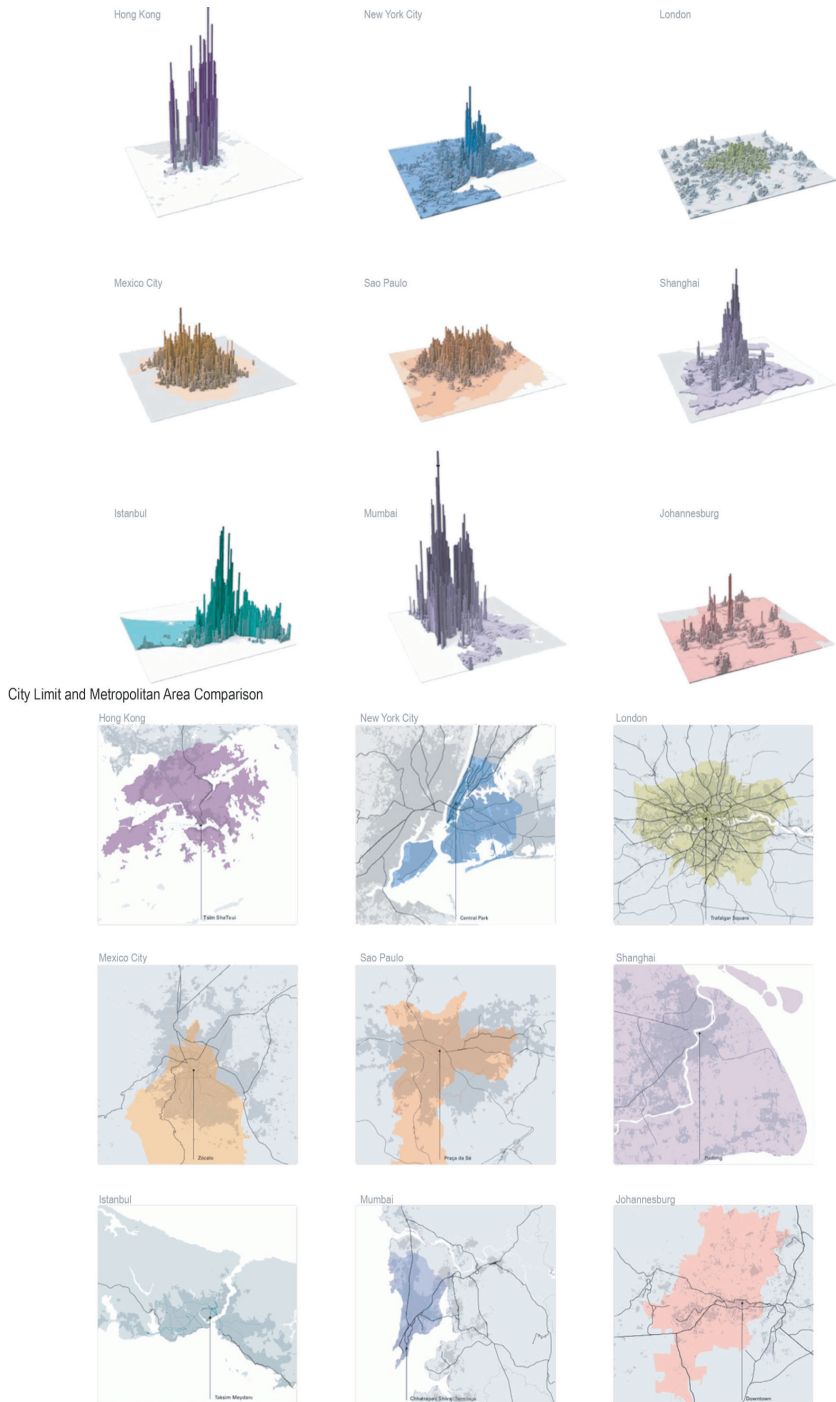 Hong Kong
New York City
London
Mexico City
Sao Paulo
Shanghai
Istanbul
Mumbai
Johannesburg
City Limit and Metropolitan Area Comparison
Hong Kong
New York City
London
Tsim ShaTsui
Central Park
Trafalgar Square
Mexico City
Sao Paulo
Shanghai
Zócalo
Praça da Sé
Pudong
Istanbul
Mumbai
Johannesburg
Taksim Meydanı
Chhatrapati Shivaji Terminus
Downtown